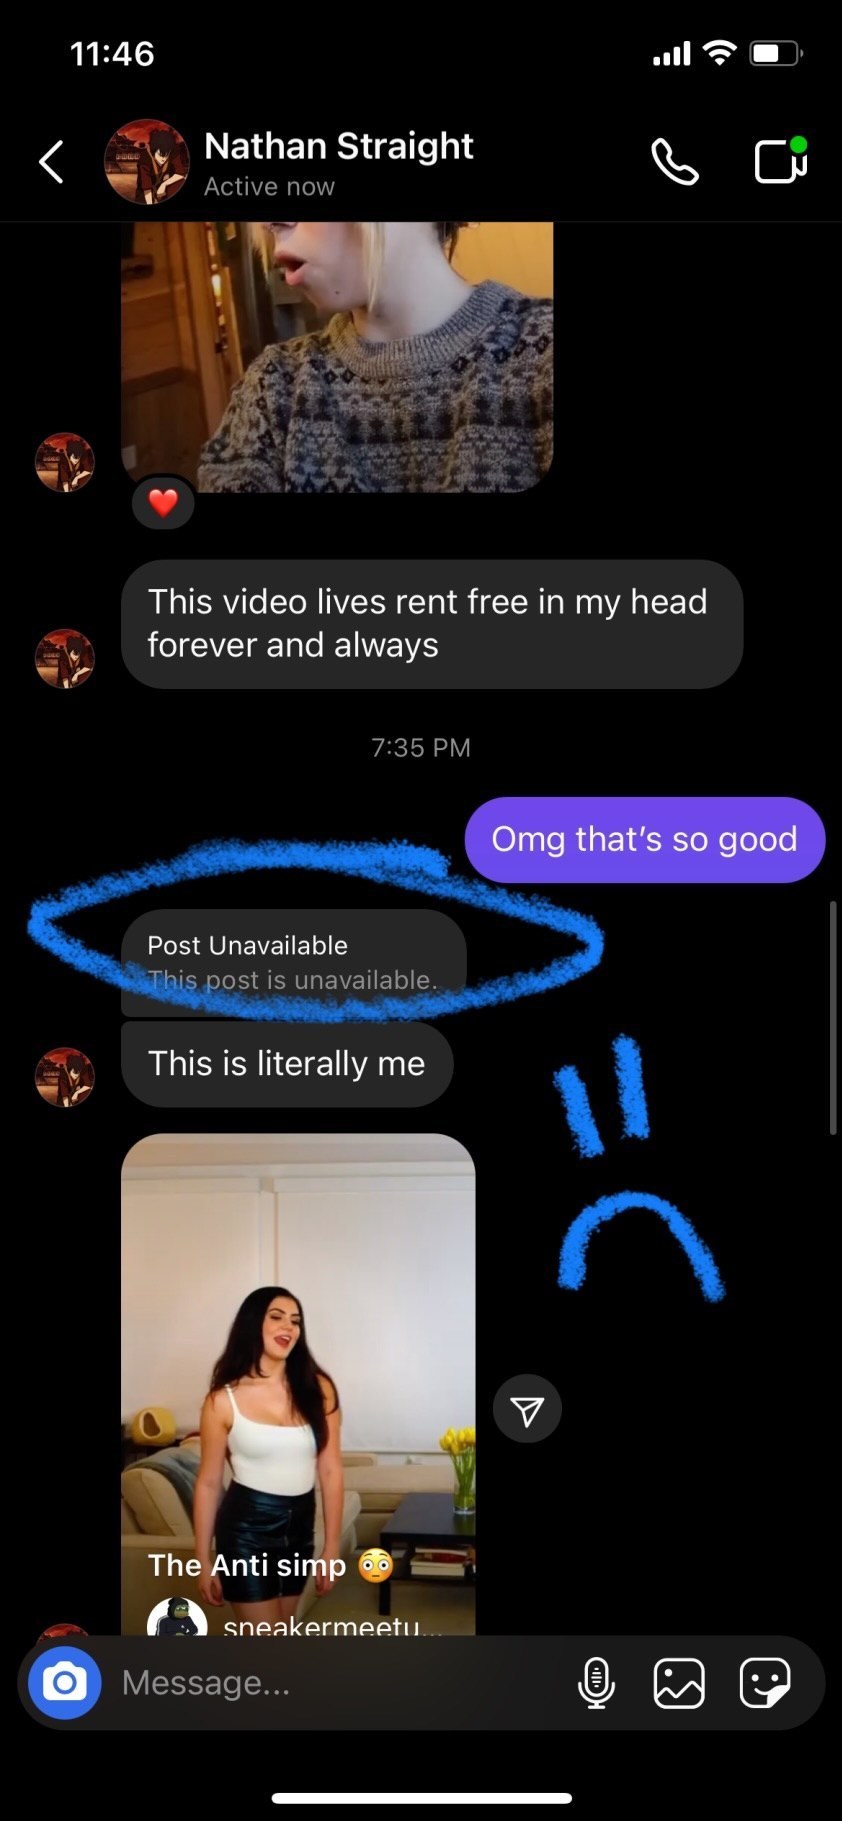 11:46
Nathan Straight
Active now
This video lives rent free in my head
forever and always
7:35 PM
Omg that's so good
Post Unavailable
This post is unavailable.
This is literally me
The Anti simp 😳
sneakermeetu...
Message...